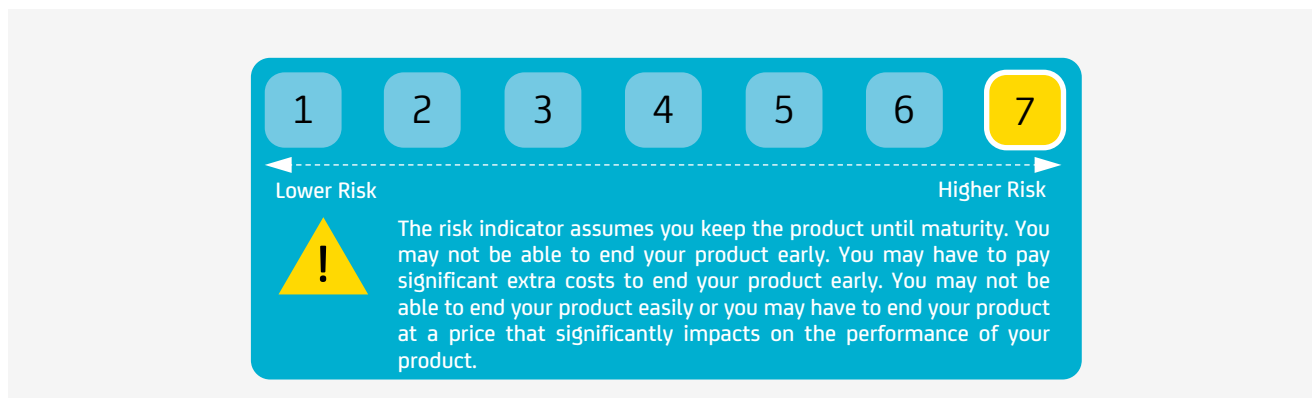 1 2 3 4 5 6 7
Lower Risk Higher Risk
!
The risk indicator assumes you keep the product until maturity. You
may not be able to end your product early. You may have to pay
significant extra costs to end your product early. You may not be
able to end your product easily or you may have to end your product
at a price that significantly impacts on the performance of your
product.